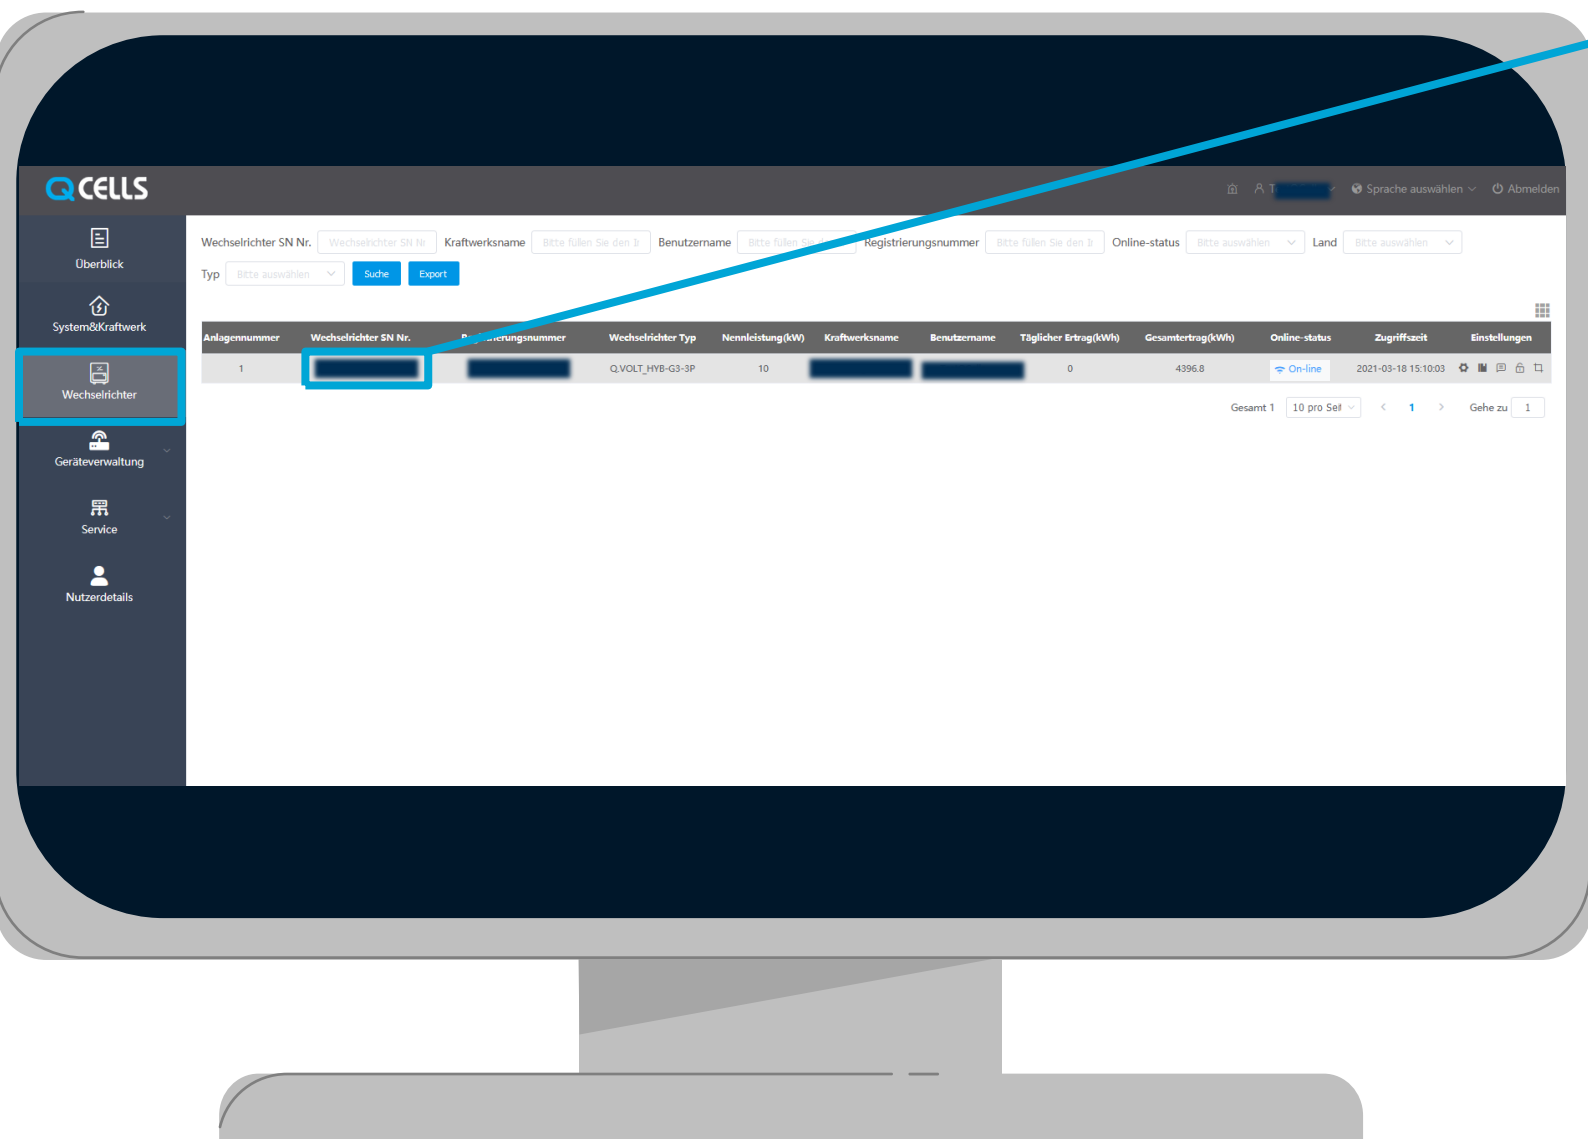 QCELLS
Sprache auswählen
Abmelden
Überblick
System&Kraftwerk
Wechselrichter
Geräteverwaltung
Service
Nutzerdetails
Wechselrichter SN Nr. Wechselrichter SN Nr Kraftwerksname Bitte füllen Sie den Benutzername Bitte füllen Registrierungsnummer Bitte füllen Sie den Online-status Bitte auswählen Land Bitte auswählen
Typ Bitte auswählen Suche Export
Anlagennummer Wechselrichter SN Nr. Registrierungsnummer Wechselrichter Typ Nennleistung(kW) Kraftwerksname Benutzername Täglicher Ertrag(kWh) Gesamtertrag(kWh) Online-status Zugriffszeit Einstellungen
1 Q.VOLT_HYB-G3-3P 10 0 4396.8 On-line 2021-03-18 15:10:03
Gesamt 1 10 pro Seit < 1 > Gehe zu 1